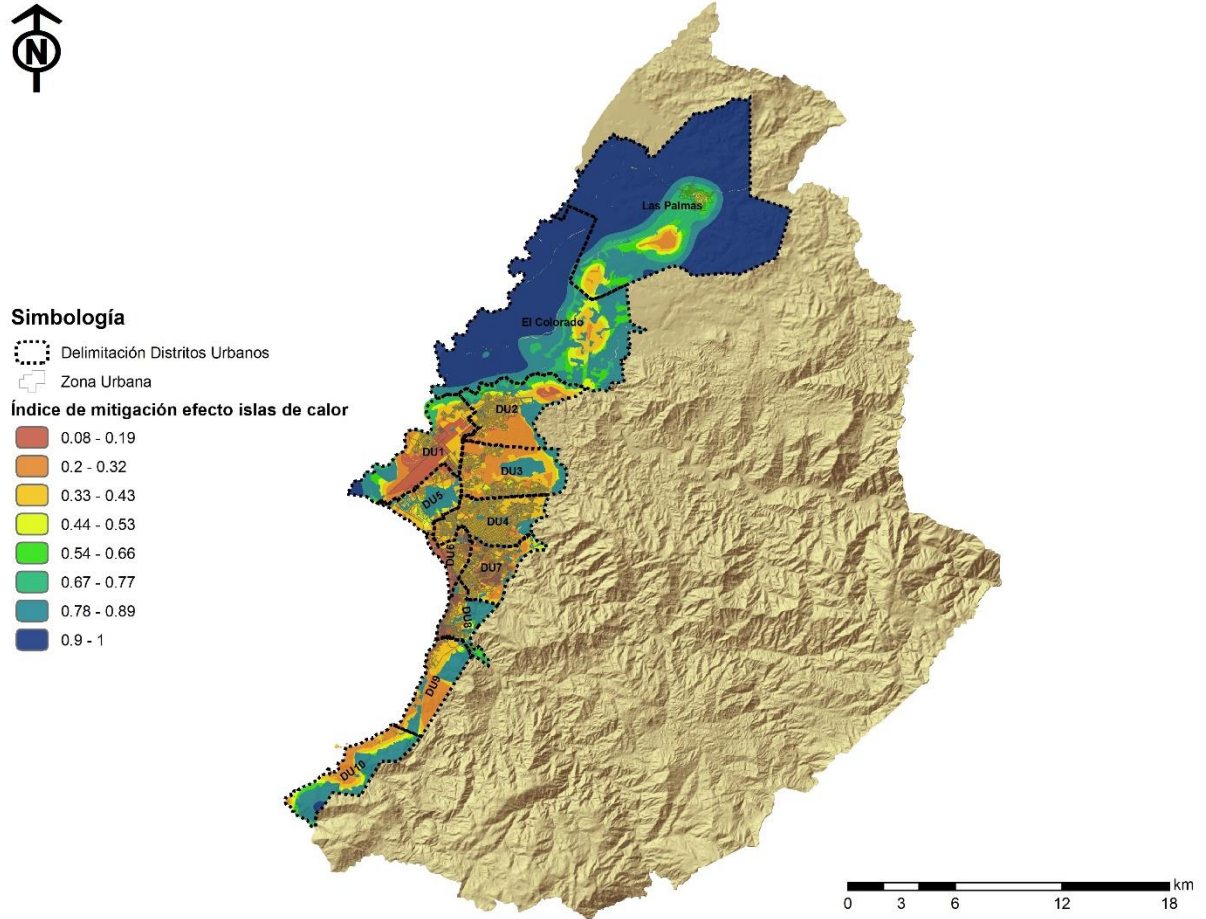 N
Las Palmas
El Colorado
Simbología
Delimitación Distritos Urbanos
Zona Urbana
Índice de mitigación efecto islas de calor
0.08 - 0.19
0.2 - 0.32
0.33 - 0.43
0.44 - 0.53
0.54 - 0.66
0.67 - 0.77
0.78 - 0.89
0.9 - 1
DU2
DU1
DU3
DU5
DU4
DU6
DU7
DU8
DU9
DU10
km
0 3 6 12 18